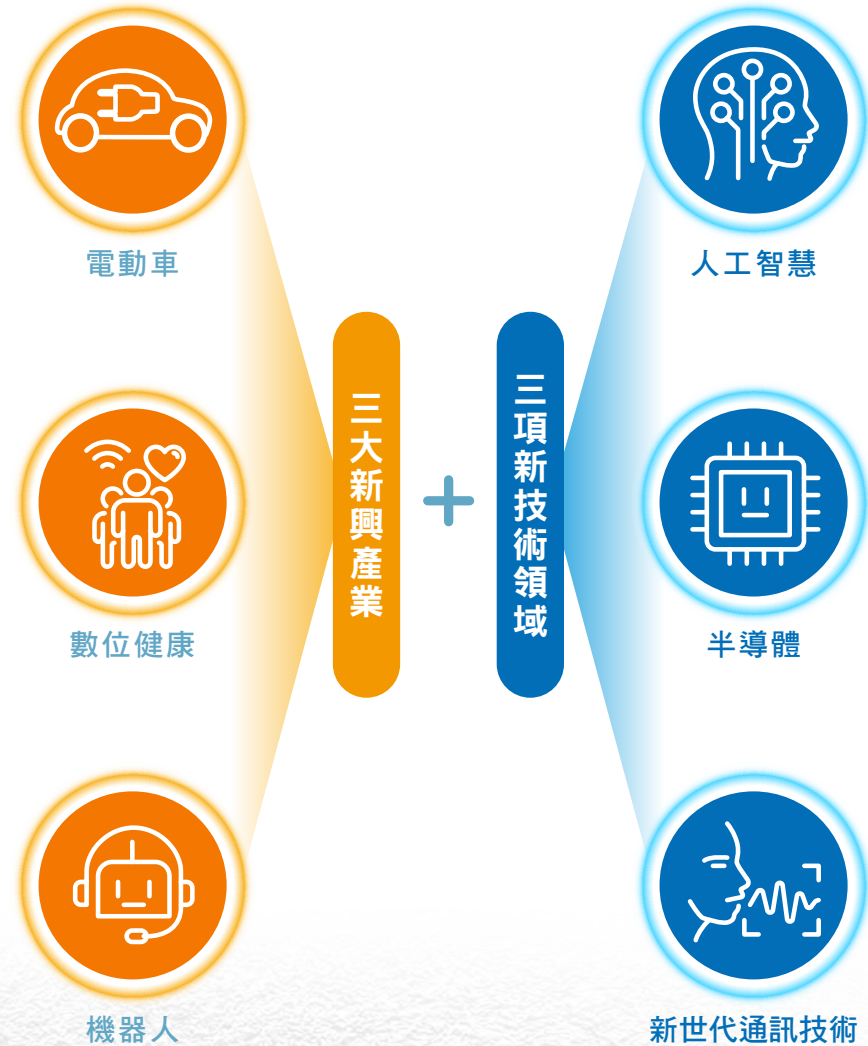 電動車
數位健康
機器人
三大新興產業
三項新技術領域
人工智慧
半導體
新世代通訊技術